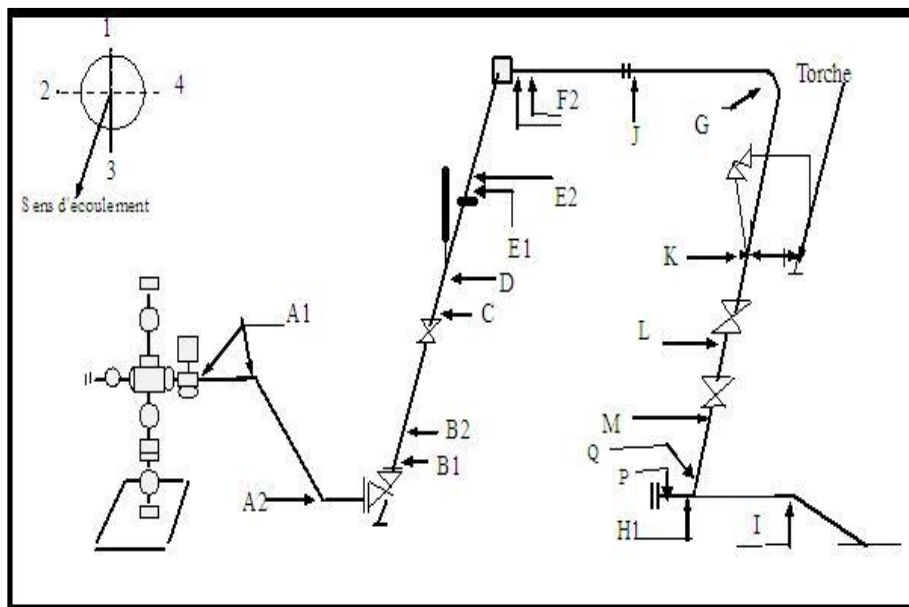 1
2
4
3
Sens d'écoulement
F2
J
G
Torche
E2
E1
D
C
K
A1
L
B2
B1
M
Q
P
A2
H1
I